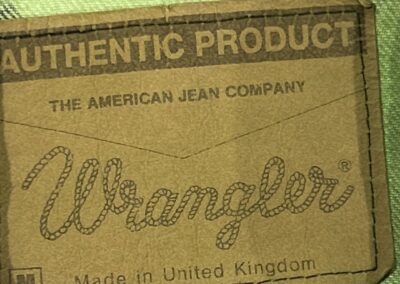 AUTHENTIC PRODUCT
THE AMERICAN JEAN COMPANY
Wrangler®
M
Made in United Kingdom